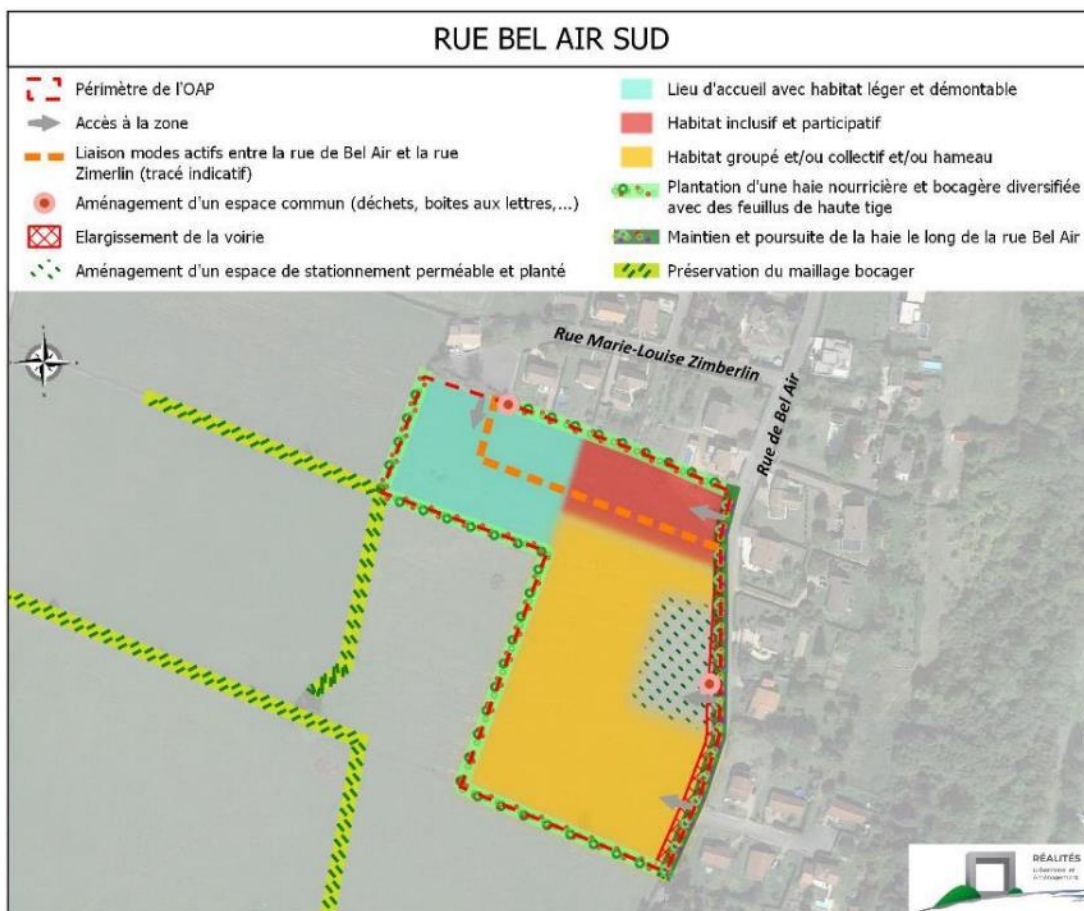 RUE BEL AIR SUD
Périmètre de l'OAP
Accès à la zone
Liaison modes actifs entre la rue de Bel Air et la rue
Zimerlin (tracé indicatif)
Aménagement d'un espace commun (déchets, boîtes aux lettres,...)
Elargissement de la voirie
Aménagement d'un espace de stationnement perméable et planté
Lieu d'accueil avec habitat léger et démontable
Habitat inclusif et participatif
Habitat groupé et/ou collectif et/ou hameau
Plantation d'une haie nourricière et bocagère diversifiée
avec des feuillus de haute tige
Maintien et poursuite de la haie le long de la rue Bel Air
Préservation du maillage bocager
Rue Marie-Louise Zimberlin
Rue de Bel Air
RÉALITÉS
Urbanisme et
Aménagement